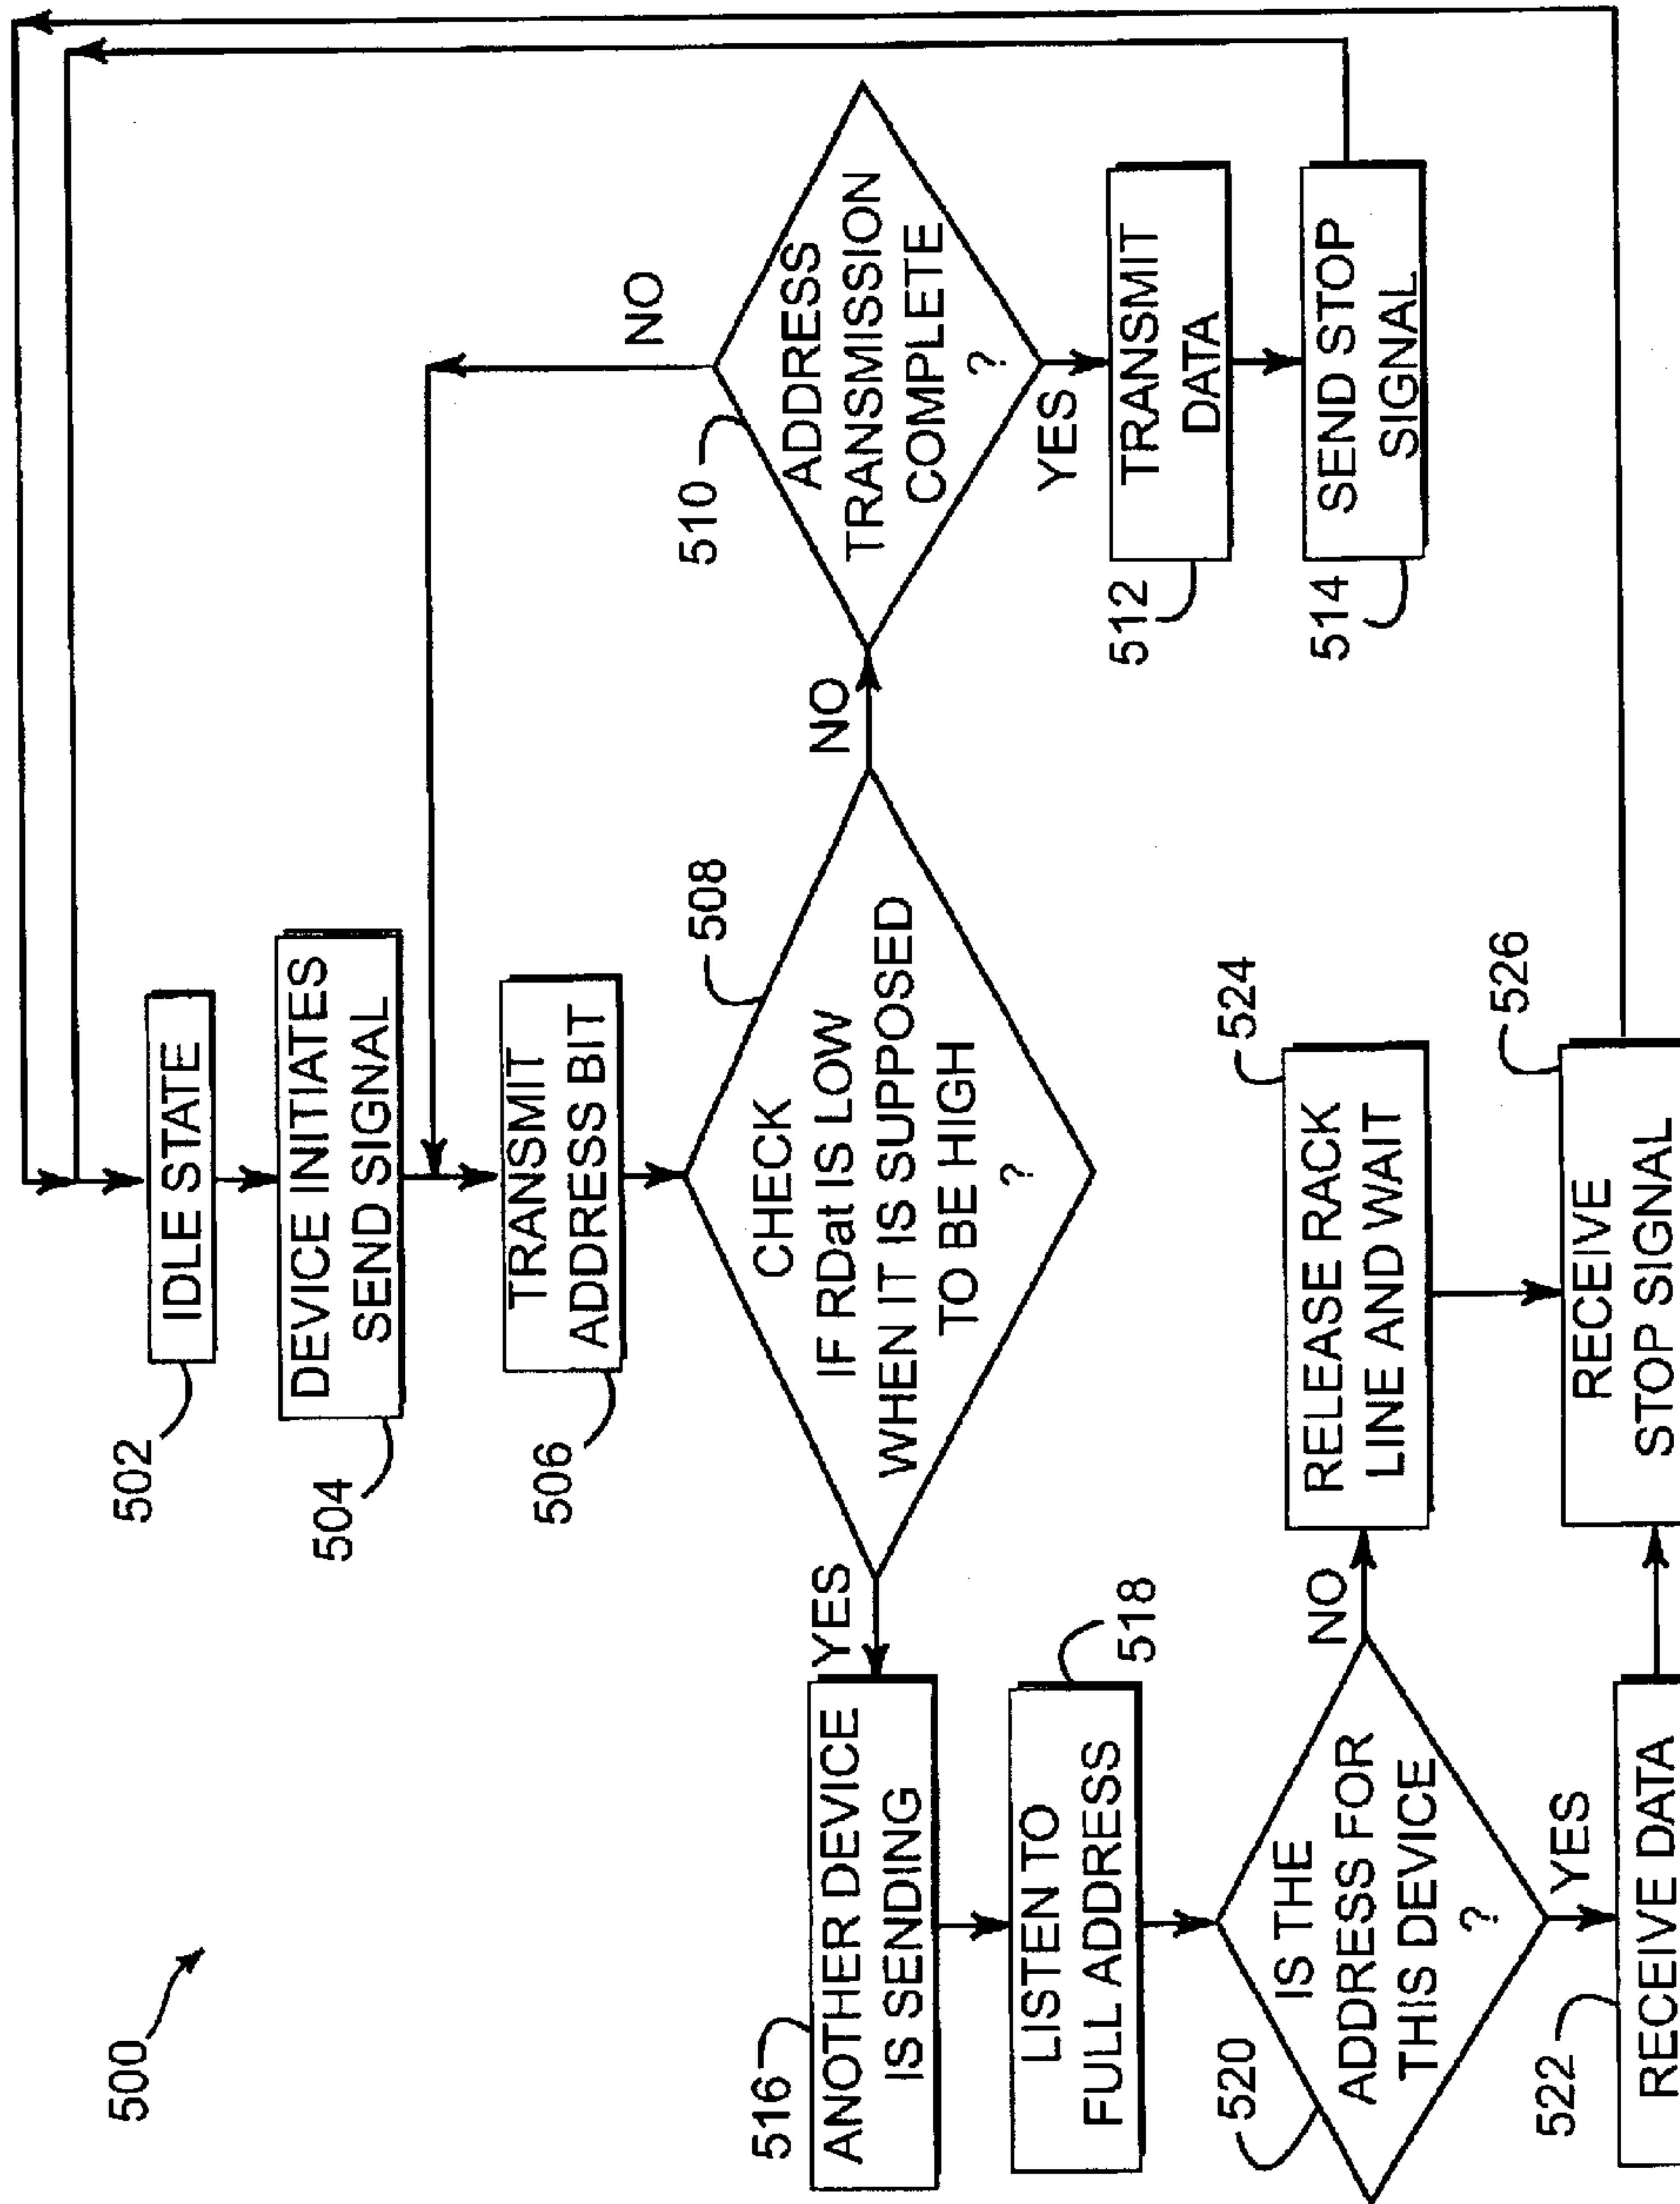 500
502
IDLE STATE
504
DEVICE INITIATES
SEND SIGNAL
506
TRANSMIT
ADDRESS BIT
508
CHECK
IF RDat IS LOW
WHEN IT IS SUPPOSED
TO BE HIGH
?
NO
510
ADDRESS
TRANSMISSION
COMPLETE
?
NO
YES
512
TRANSMIT
DATA
514
SEND STOP
SIGNAL
YES
516
ANOTHER DEVICE
IS SENDING
518
LISTEN TO
FULL ADDRESS
520
IS THE
ADDRESS FOR
THIS DEVICE
?
NO
524
RELEASE RACK
LINE AND WAIT
YES
522
RECEIVE DATA
526
RECEIVE
STOP SIGNAL